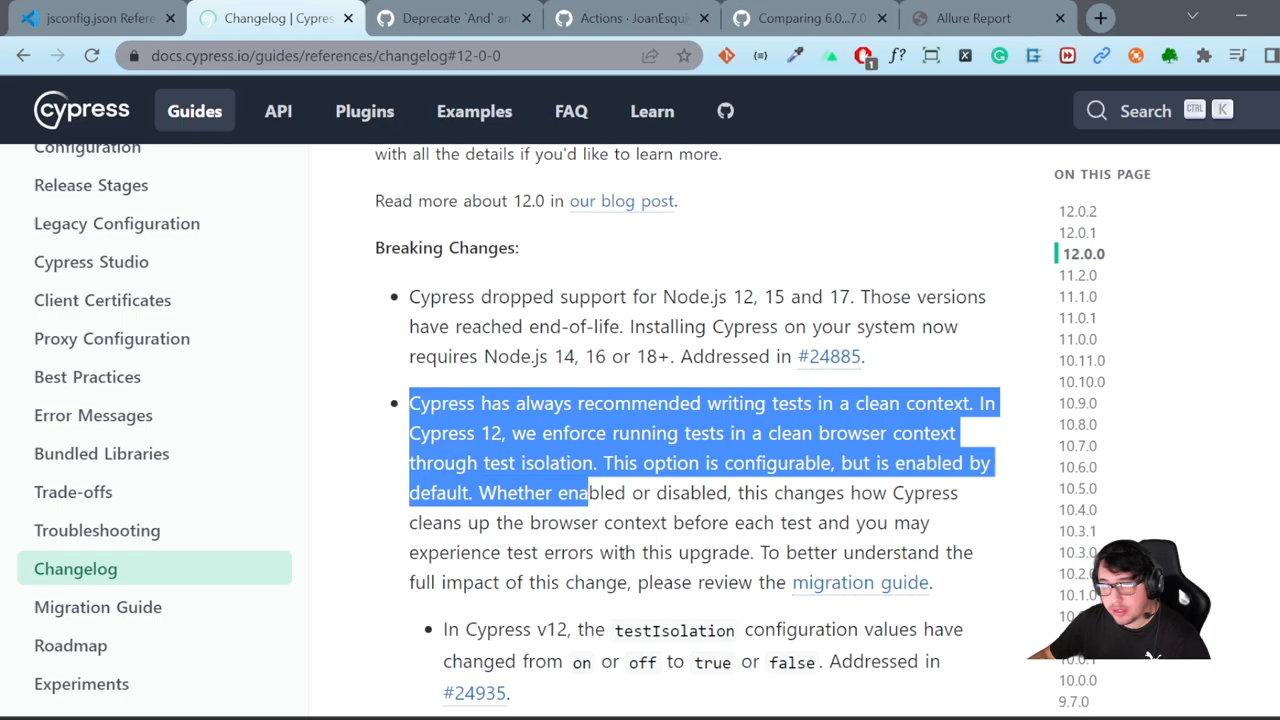 jsconfig.json Refere
Changelog | Cypres
Deprecate `And` an
Actions · JoanEsqui
Comparing 6.0...7.0
Allure Report
docs.cypress.io/guides/references/changelog#12-0-0
1
cypress
Guides
API
Plugins
Examples
FAQ
Learn
Search
CTRL
K
Configuration
Release Stages
Legacy Configuration
Cypress Studio
Client Certificates
Proxy Configuration
Best Practices
Error Messages
Bundled Libraries
Trade-offs
Troubleshooting
Changelog
Migration Guide
Roadmap
Experiments
with all the details if you'd like to learn more.
Read more about 12.0 in our blog post.
Breaking Changes:
Cypress dropped support for Node.js 12, 15 and 17. Those versions
have reached end-of-life. Installing Cypress on your system now
requires Node.js 14, 16 or 18+. Addressed in #24885.
Cypress has always recommended writing tests in a clean context. In
Cypress 12, we enforce running tests in a clean browser context
through test isolation. This option is configurable, but is enabled by
default. Whether enabled or disabled, this changes how Cypress
cleans up the browser context before each test and you may
experience test errors with this upgrade. To better understand the
full impact of this change, please review the migration guide.
In Cypress v12, the testIsolation configuration values have
changed from on or off to true or false. Addressed in
#24935.
ON THIS PAGE
12.0.2
12.0.1
12.0.0
11.2.0
11.1.0
11.0.1
11.0.0
10.11.0
10.10.0
10.9.0
10.8.0
10.7.0
10.6.0
10.5.0
10.4.0
10.3.1
10.3.0
10.2.
10.1.
10.0.1
10.0.0
9.7.0